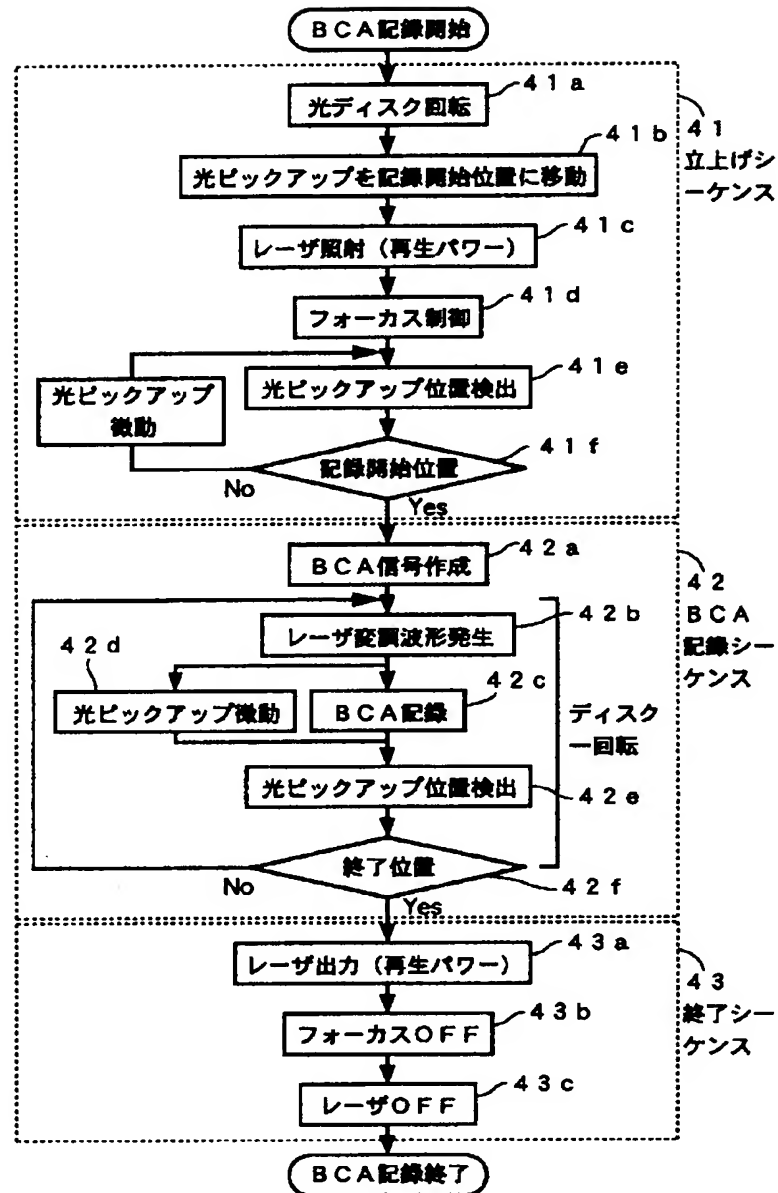 BCA記録開始
41a
光ディスク回転
41b
光ピックアップを記録開始位置に移動
41
立上げシ
ーケンス
41c
レーザ照射（再生パワー）
41d
フォーカス制御
41e
光ピックアップ位置検出
光ピックアップ
微動
41f
記録開始位置
No
Yes
42a
BCA信号作成
42
BCA
記録シー
ケンス
42b
レーザ変調波形発生
42d
光ピックアップ微動
42c
BCA記録
ディスク
一回転
光ピックアップ位置検出
42e
終了位置
42f
No
Yes
43a
レーザ出力（再生パワー）
43
終了シー
ケンス
43b
フォーカスOFF
43c
レーザOFF
BCA記録終了